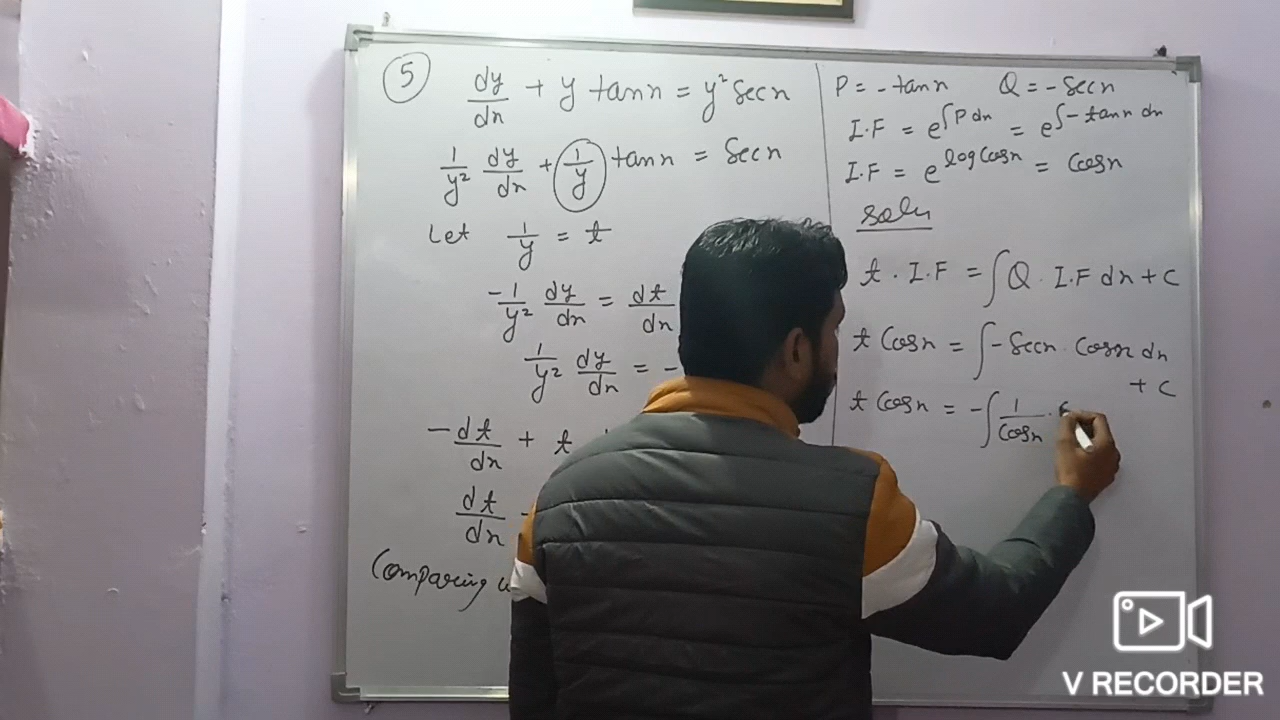 5
dy/dx + y tanx = y² secx
1/y² dy/dx + 1/y tanx = secx
Let 1/y = t
-1/y² dy/dx = dt/dx
1/y² dy/dx = -
-dt/dx + t
dt/dx -
Comparing
P = -tanx Q = -secx
I.F = e^∫P dx = e^∫-tanx dx
I.F = e^log cosx = cosx
soln
t . I.F = ∫Q . I.F dx + c
t cosx = ∫-secx . cosx dx
+ c
t cosx = -∫1/cosx .
V RECORDER